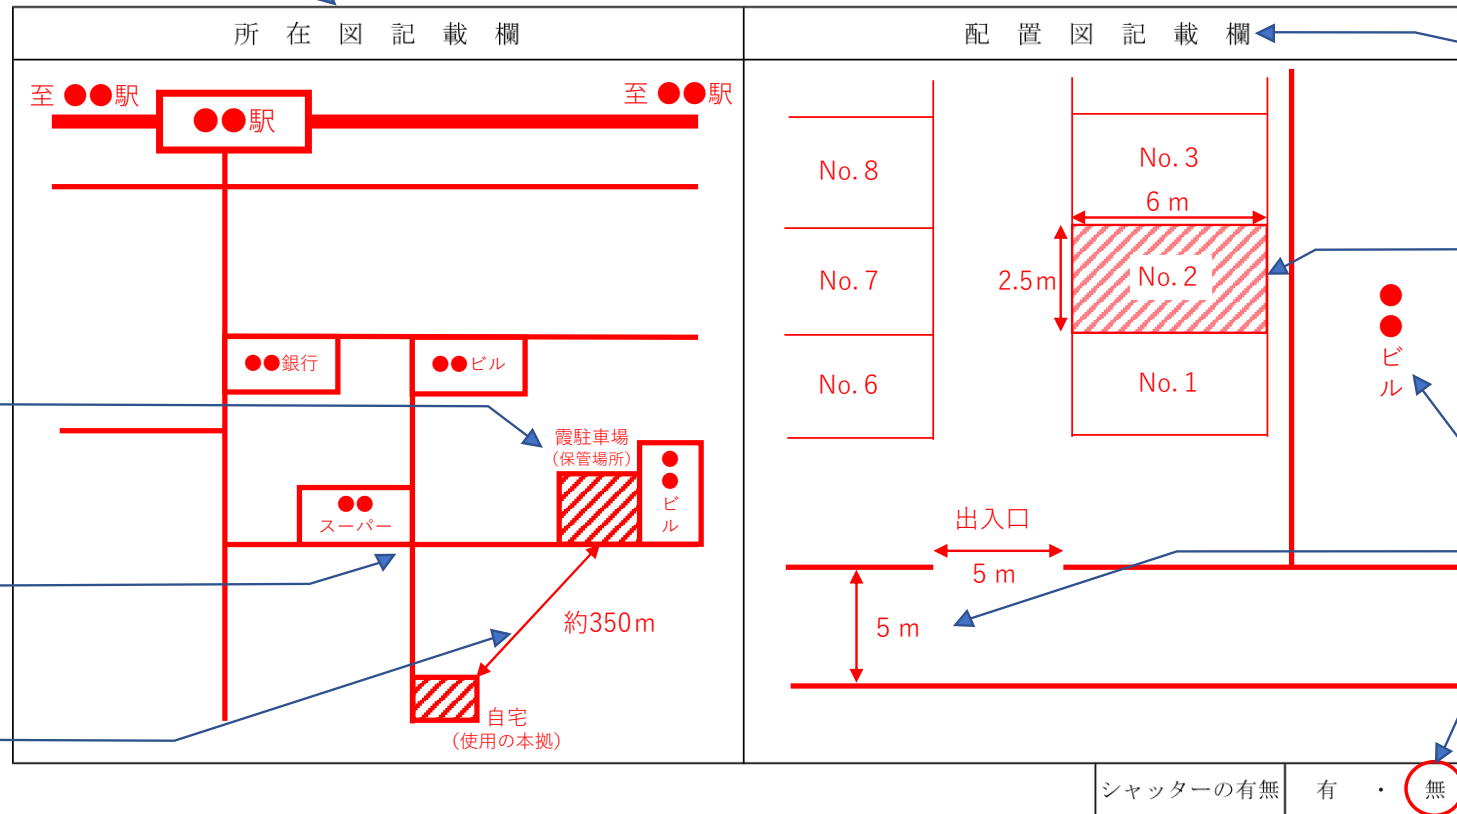 所在図記載欄
至 ●●駅
●●駅
至 ●●駅
●●銀行
●●ビル
霞駐車場
(保管場所)
●●ビル
●●
スーパー
約350m
自宅
(使用の本拠)
配置図記載欄
No. 8
No. 3
6 m
No. 7
2.5m
No. 2
●●ビル
No. 6
No. 1
出入口
5 m
5 m
シャッターの有無 有 ・ 無